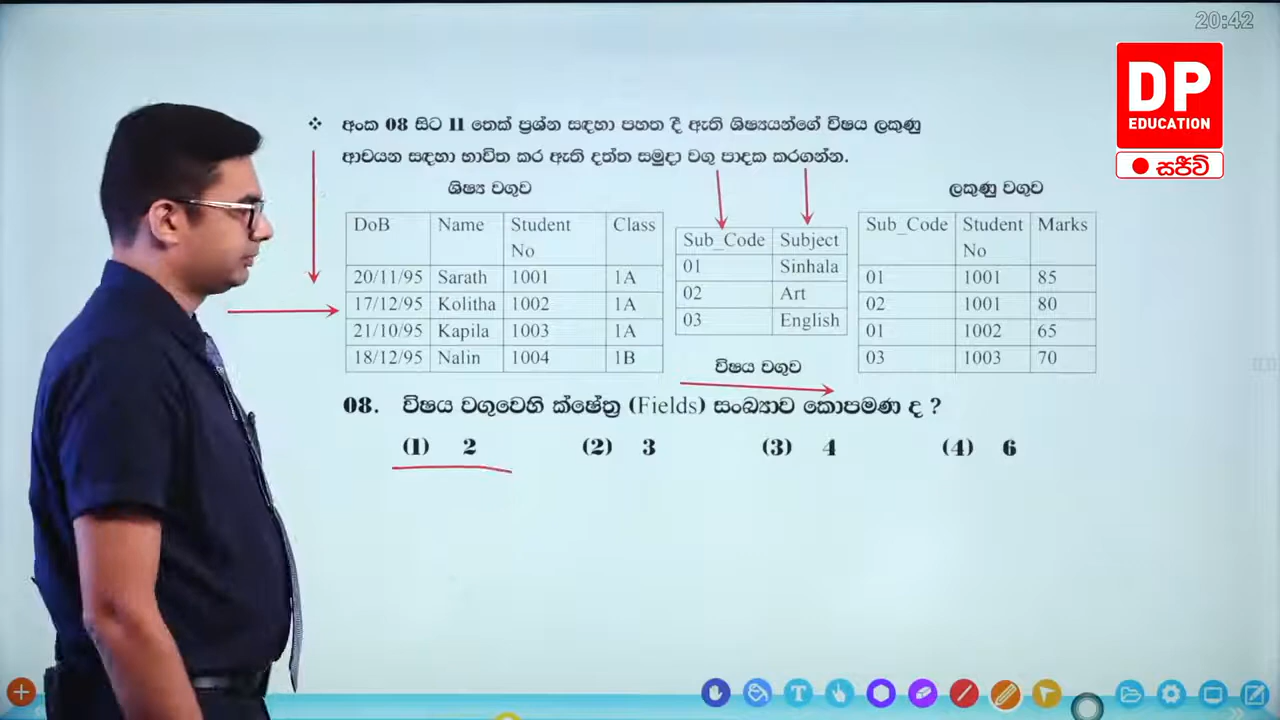 20:42
DP
EDUCATION
සජීවි
❖ අංක 08 සිට 11 තෙක් ප්‍රශ්න සඳහා පහත දී ඇති ශිෂ්‍යයන්ගේ විෂය ලකුණු
ආචයන සඳහා භාවිත කර ඇති දත්ත සමුදා වගු පාදක කරගන්න.
ශිෂ්‍ය වගුව
DoB Name Student No Class
20/11/95 Sarath 1001 1A
17/12/95 Kolitha 1002 1A
21/10/95 Kapila 1003 1A
18/12/95 Nalin 1004 1B
Sub_Code Subject
01 Sinhala
02 Art
03 English
විෂය වගුව
ලකුණු වගුව
Sub_Code Student No Marks
01 1001 85
02 1001 80
01 1002 65
03 1003 70
08. විෂය වගුවෙහි ක්ෂේත්‍ර (Fields) සංඛ්‍යාව කොපමණ ද ?
(1) 2 (2) 3 (3) 4 (4) 6